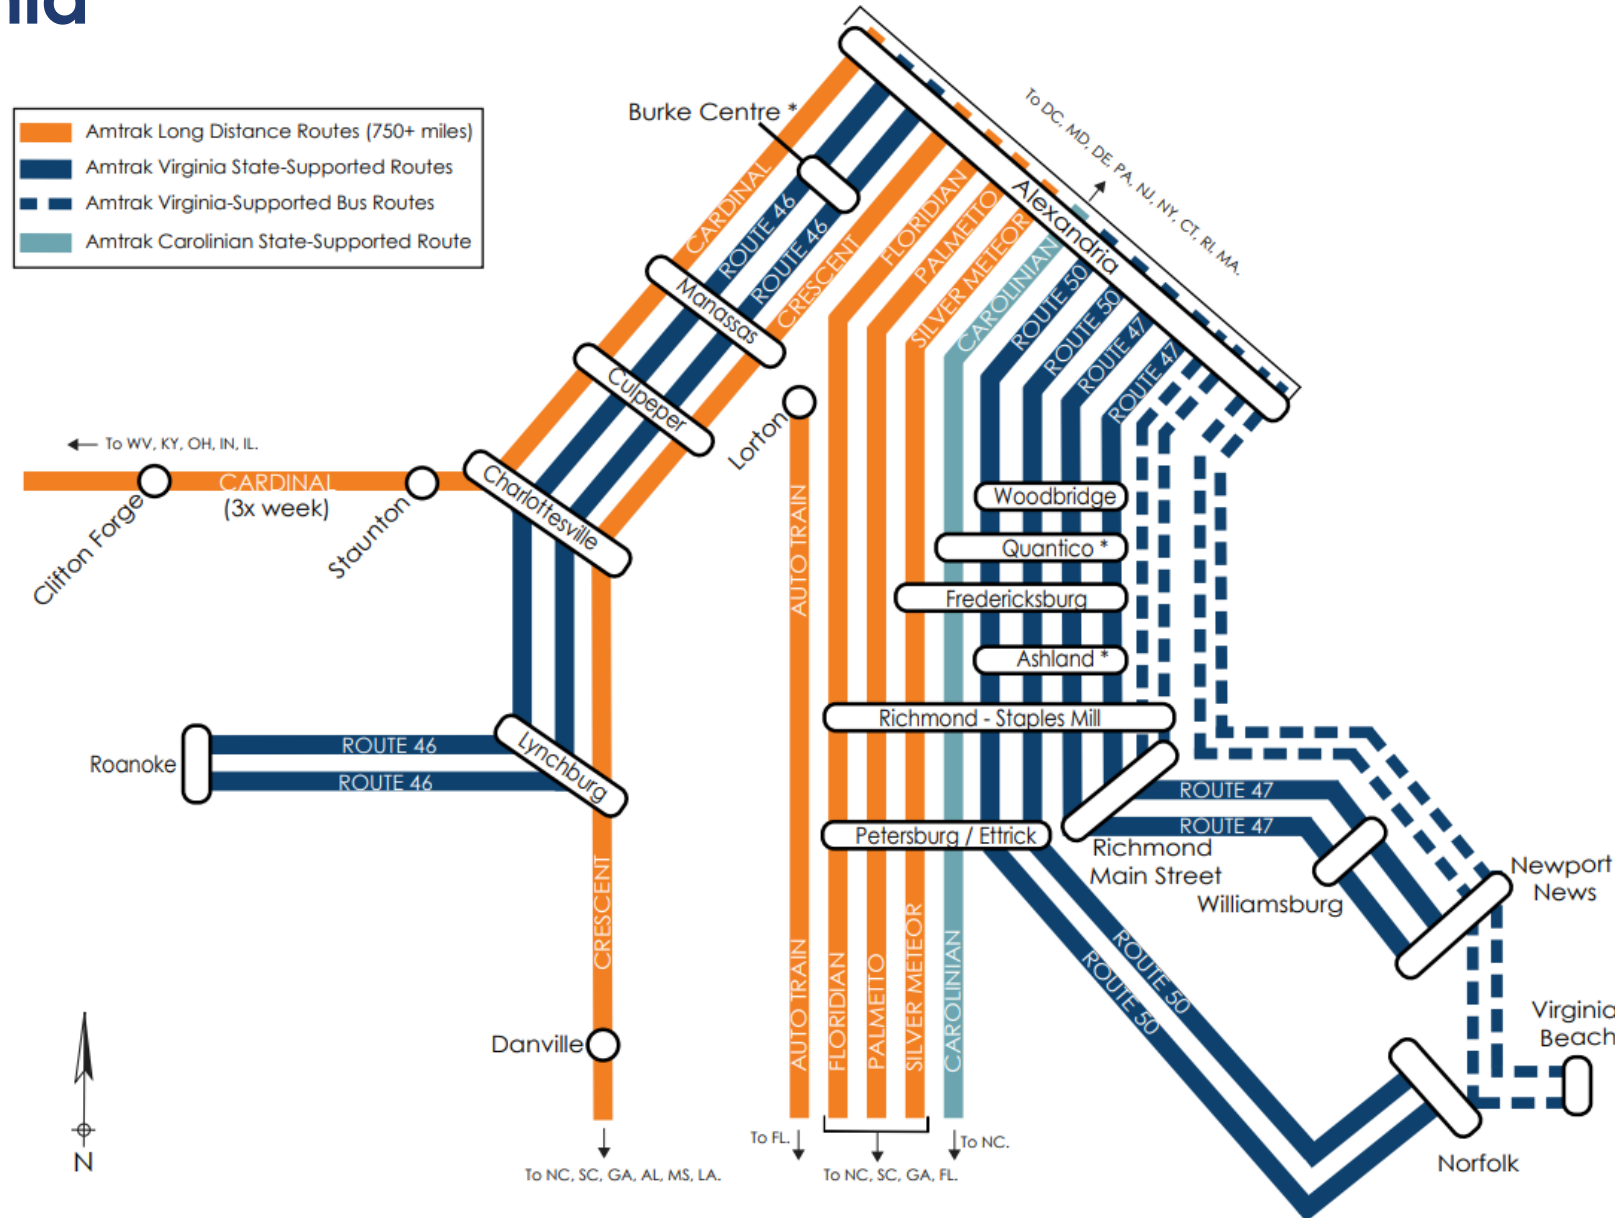 Amtrak Long Distance Routes (750+ miles)
Amtrak Virginia State-Supported Routes
Amtrak Virginia-Supported Bus Routes
Amtrak Carolinian State-Supported Route
Burke Centre *
To DC, MD, DE, PA, NJ, NY, CT, RI, MA.
Alexandria
CARDINAL
ROUTE 46
ROUTE 46
CRESCENT
FLORIDIAN
PALMETTO
SILVER METEOR
CAROLINIAN
ROUTE 50
ROUTE 50
ROUTE 47
ROUTE 47
Manassas
Culpeper
Lorton
To WV, KY, OH, IN, IL.
CARDINAL
(3x week)
Clifton Forge
Staunton
Charlottesville
AUTO TRAIN
Woodbridge
Quantico *
Fredericksburg
Ashland *
Richmond - Staples Mill
Roanoke
ROUTE 46
ROUTE 46
Lynchburg
Petersburg / Ettrick
ROUTE 47
ROUTE 47
Richmond
Main Street
Williamsburg
Newport
News
CRESCENT
AUTO TRAIN
FLORIDIAN
PALMETTO
SILVER METEOR
CAROLINIAN
ROUTE 50
ROUTE 50
Virginia
Beach
Danville
Norfolk
N
To FL.
To NC.
To NC, SC, GA, AL, MS, LA.
To NC, SC, GA, FL.